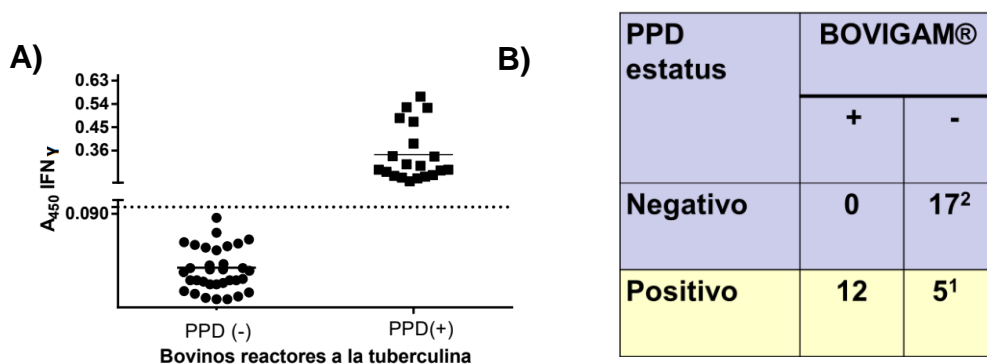 A)
0.63
0.54
0.45
0.36
0.090
A450 IFNγ
PPD (-)
PPD(+)
Bovinos reactores a la tuberculina
B)
PPD estatus
BOVIGAM®
+
-
Negativo
0
17²
Positivo
12
5¹